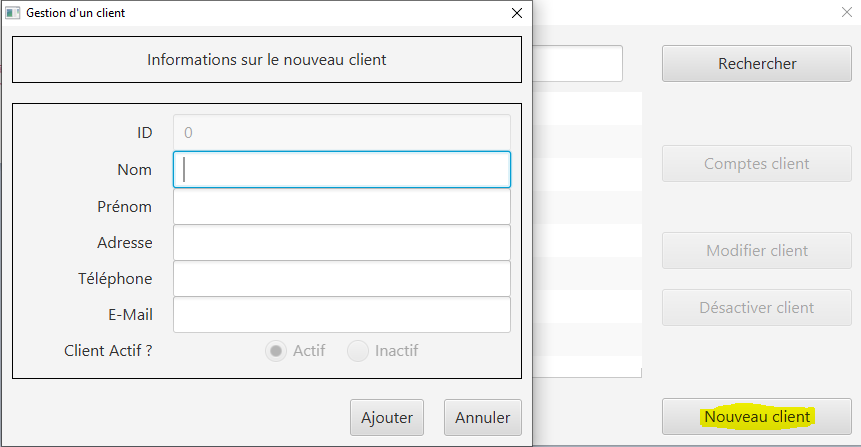 Gestion d'un client
Informations sur le nouveau client
ID
0
Nom
Prénom
Adresse
Téléphone
E-Mail
Client Actif ?
Actif
Inactif
Ajouter
Annuler
Rechercher
Comptes client
Modifier client
Désactiver client
Nouveau client